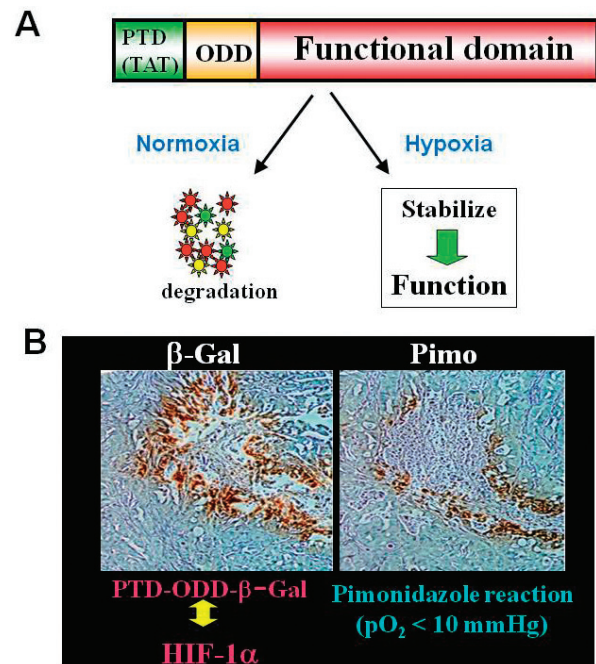 A
PTD
(TAT)
ODD
Functional domain
Normoxia
Hypoxia
degradation
Stabilize
Function
B
β-Gal
Pimo
PTD-ODD-β-Gal
HIF-1α
Pimonidazole reaction
(pO₂ < 10 mmHg)